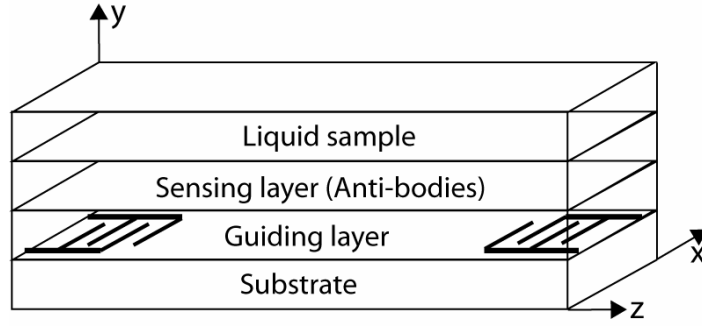 y
Liquid sample
Sensing layer (Anti-bodies)
Guiding layer
x
Substrate
z